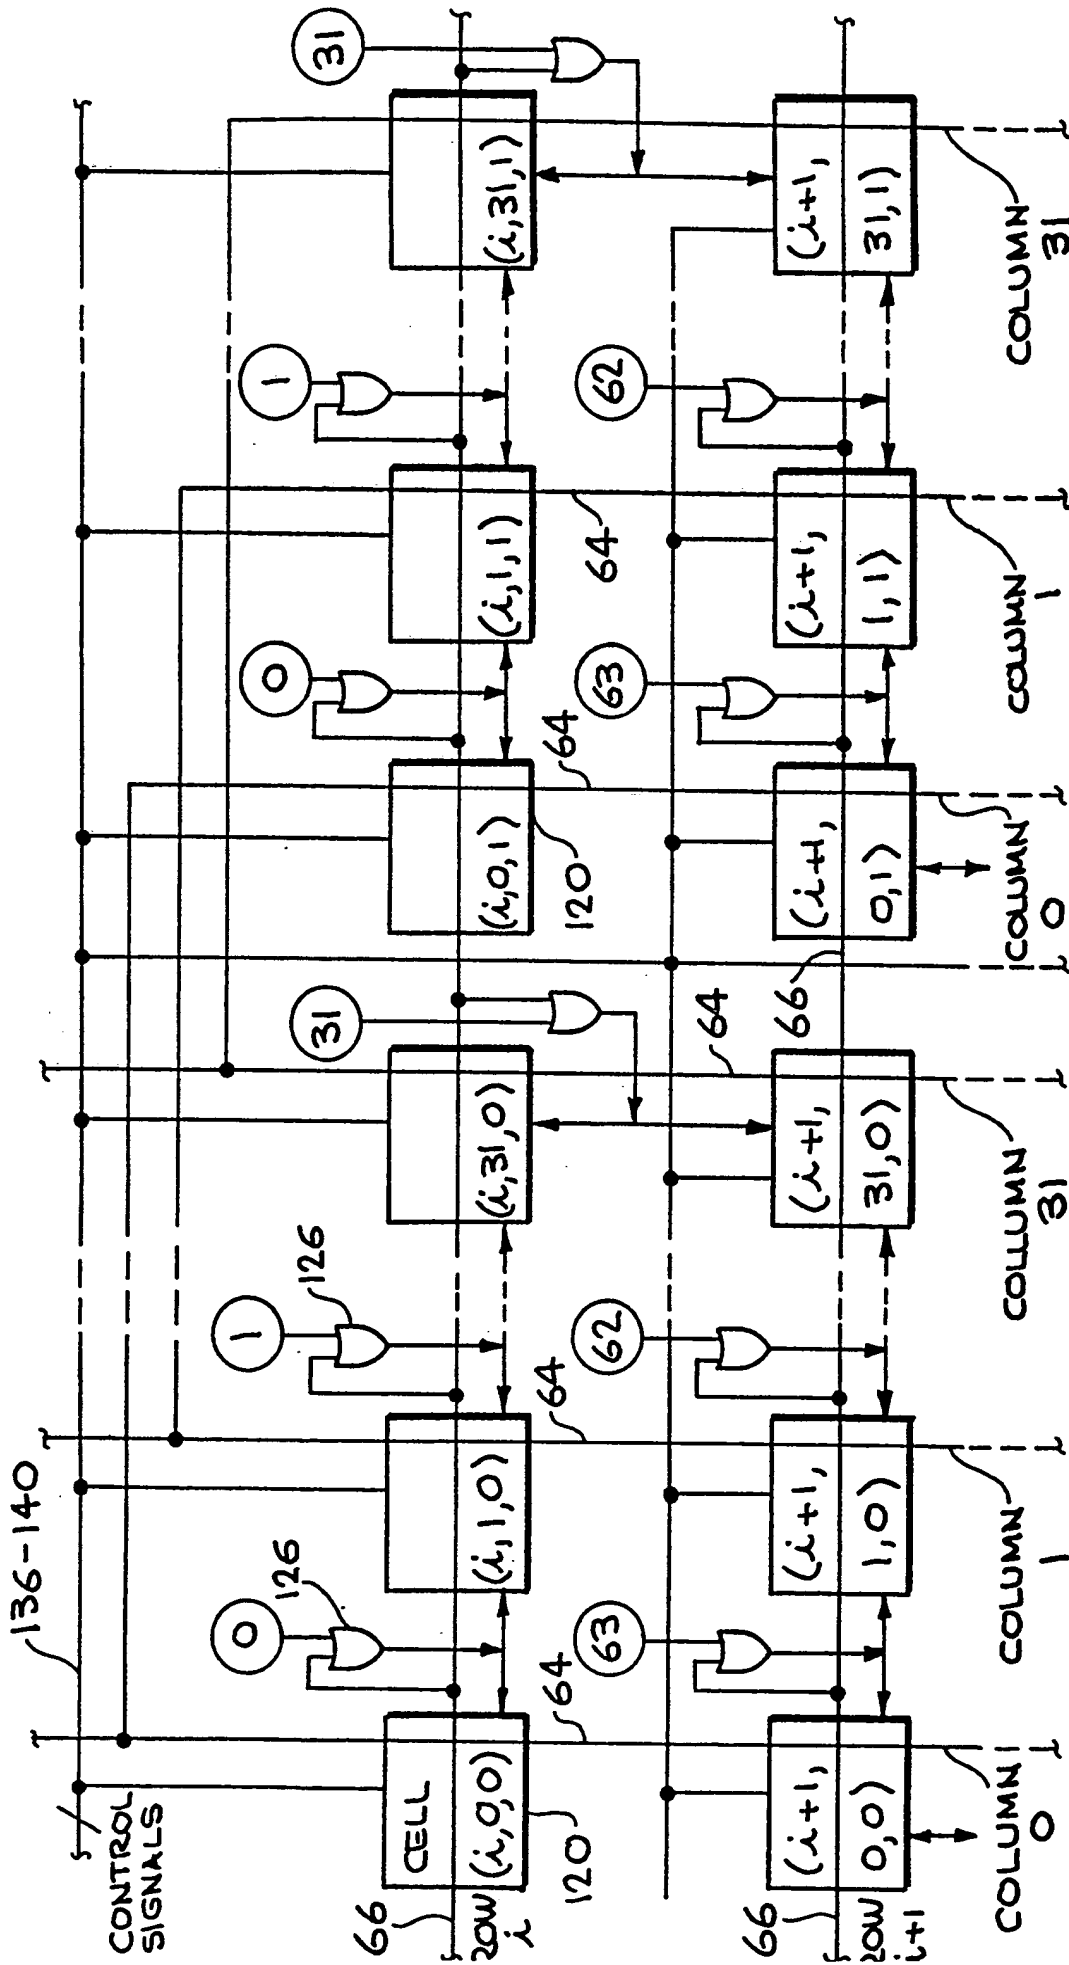 136-140
CONTROL
SIGNALS
0
126
1
126
31
0
1
31
66
ROW
i
CELL
(i,0,0)
120
64
(i,1,0)
64
(i,31,0)
64
(i,0,1)
120
64
(i,1,1)
64
(i,31,1)
63
62
63
62
66
ROW
i+1
(i+1,
0,0)
(i+1,
1,0)
(i+1,
31,0)
66
(i+1,
0,1)
(i+1,
1,1)
(i+1,
31,1)
COLUMN
0
COLUMN
1
COLUMN
31
COLUMN
0
COLUMN
1
COLUMN
31